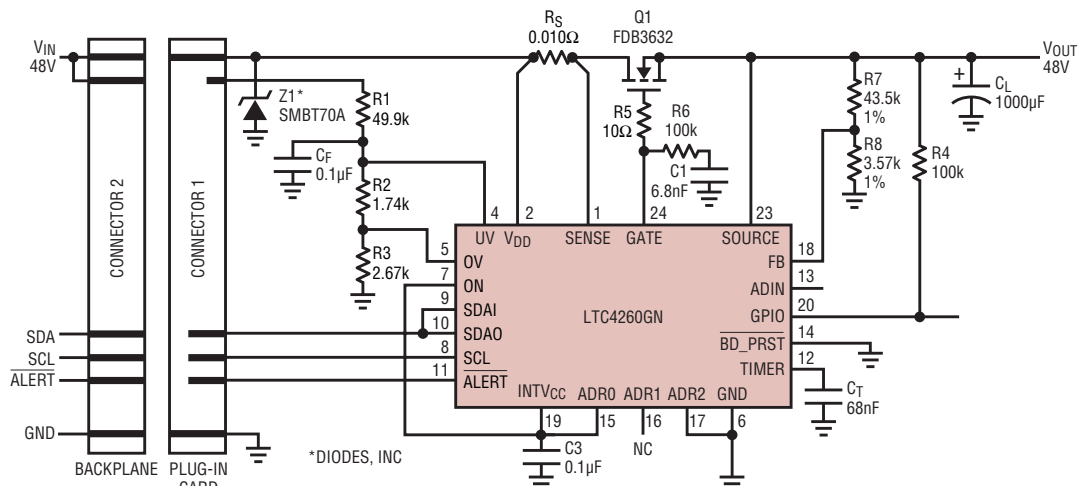 RS
0.010Ω
Q1
FDB3632
VIN
48V
VOUT
48V
Z1*
SMBT70A
R1
49.9k
R5
10Ω
R6
100k
R7
43.5k
1%
+
CL
1000µF
CF
0.1µF
R2
1.74k
C1
6.8nF
R8
3.57k
1%
R4
100k
CONNECTOR 2
CONNECTOR 1
4
2
1
24
23
R3
2.67k
UV
VDD
SENSE
GATE
SOURCE
5
OV
FB
18
7
ON
ADIN
13
9
SDAI
LTC4260GN
GPIO
20
SDA
10
SDAO
BD_PRST
14
SCL
8
SCL
TIMER
12
ALERT
11
ALERT
CT
68nF
INTVCC
ADR0
ADR1
ADR2
GND
19
15
16
17
6
NC
GND
C3
0.1µF
*DIODES, INC
BACKPLANE
PLUG-IN
CARD